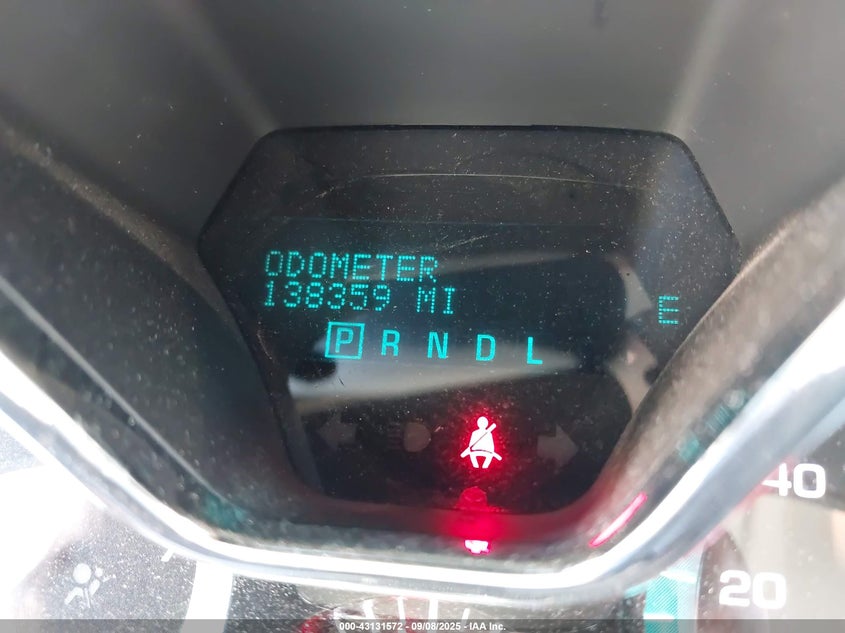 ODOMETER
138359 MI
E
P R N D L
40
20
000-43131572 - 09/08/2025 - IAA Inc.